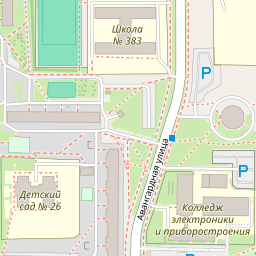 Школа
№ 383
P
Авангардная улица
P
Детский
сад № 26
Колледж
электроники
и приборостроения
P